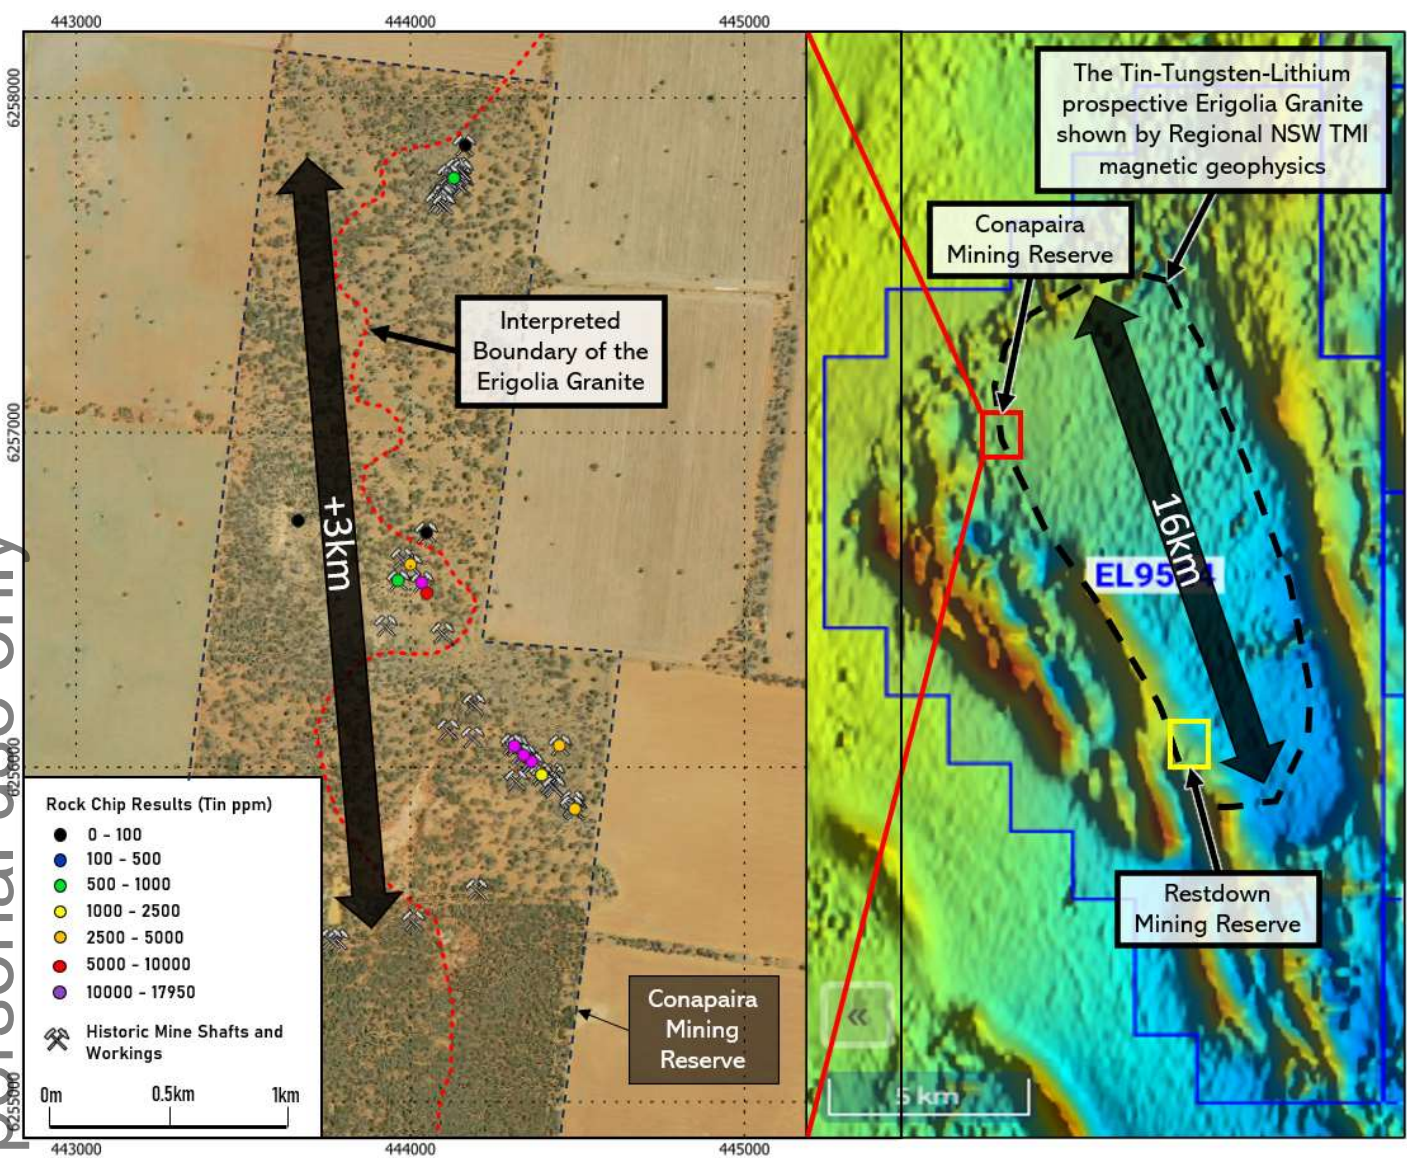 443000
444000
445000
6258000
6257000
6256000
6255000
Interpreted
Boundary of the
Erigolia Granite
+3km
Rock Chip Results (Tin ppm)
0 - 100
100 - 500
500 - 1000
1000 - 2500
2500 - 5000
5000 - 10000
10000 - 17950
Historic Mine Shafts and
Workings
0m
0.5km
1km
Conapaira
Mining
Reserve
443000
444000
445000
The Tin-Tungsten-Lithium
prospective Erigolia Granite
shown by Regional NSW TMI
magnetic geophysics
Conapaira
Mining Reserve
16km
Restdown
Mining Reserve
«
5 km